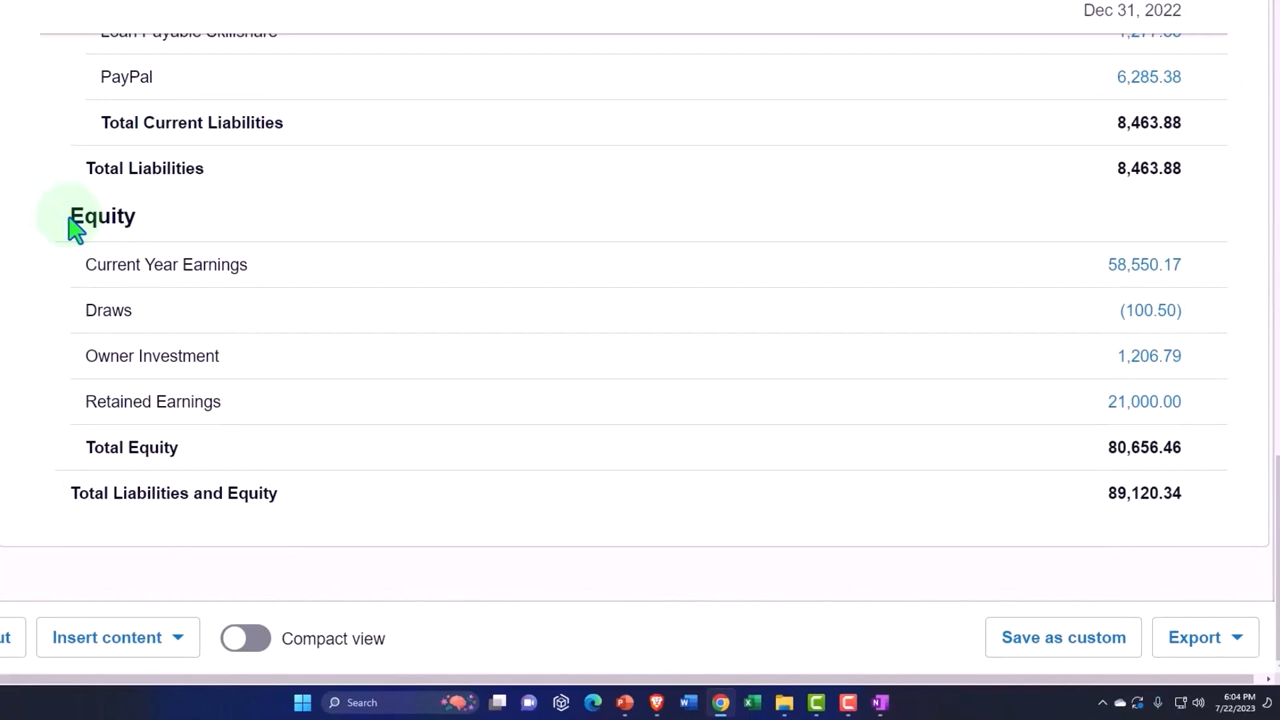 Dec 31, 2022
Loan Payable Skillshare
PayPal 6,285.38
Total Current Liabilities 8,463.88
Total Liabilities 8,463.88
Equity
Current Year Earnings 58,550.17
Draws (100.50)
Owner Investment 1,206.79
Retained Earnings 21,000.00
Total Equity 80,656.46
Total Liabilities and Equity 89,120.34
Insert content Compact view Save as custom Export
Search 6:04 PM
7/22/2023